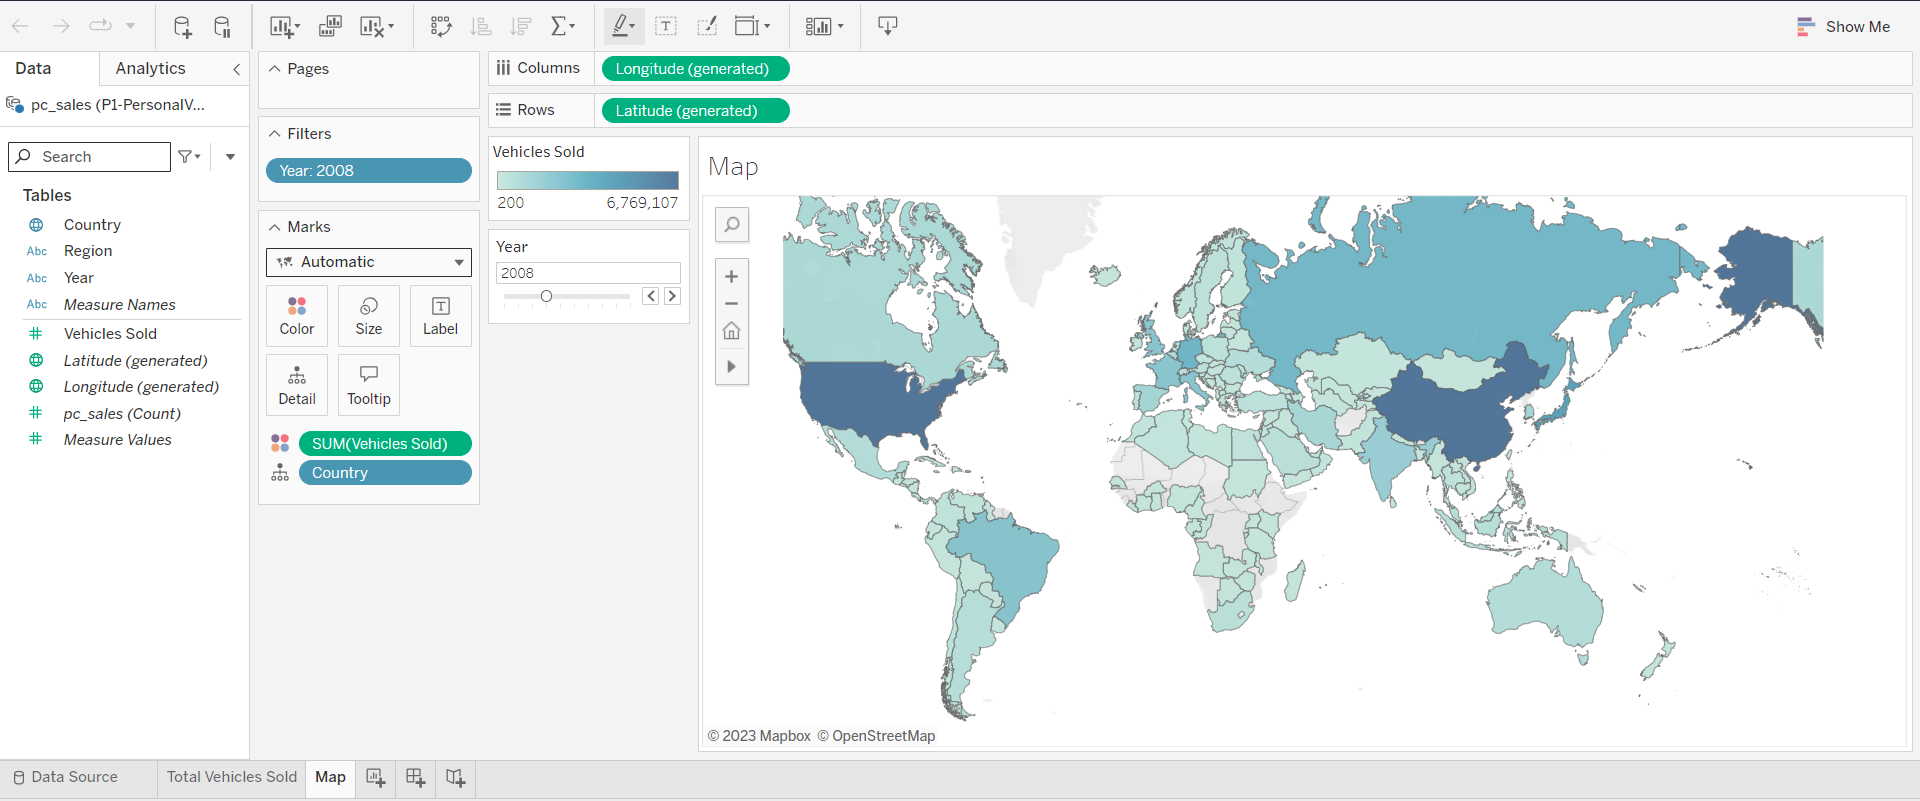 Show Me
Data
Analytics
pc_sales (P1-PersonalV...
Search
Tables
Country
Abc Region
Abc Year
Abc Measure Names
Vehicles Sold
Latitude (generated)
Longitude (generated)
pc_sales (Count)
Measure Values
Pages
Filters
Year: 2008
Marks
Automatic
Color
Size
T
Label
Detail
Tooltip
SUM(Vehicles Sold)
Country
Columns
Longitude (generated)
Rows
Latitude (generated)
Vehicles Sold
200
6,769,107
Year
2008
Map
© 2023 Mapbox © OpenStreetMap
Data Source
Total Vehicles Sold
Map